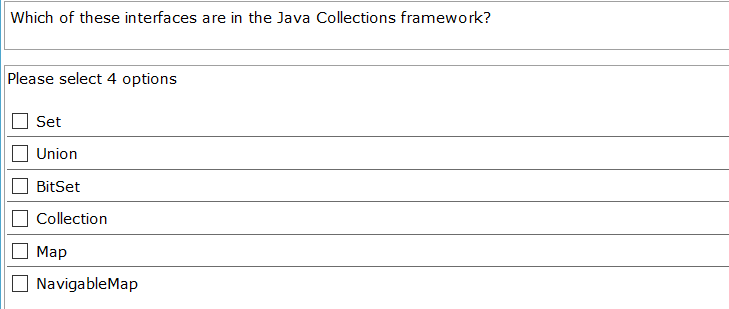 Which of these interfaces are in the Java Collections framework?
Please select 4 options
Set
Union
BitSet
Collection
Map
NavigableMap